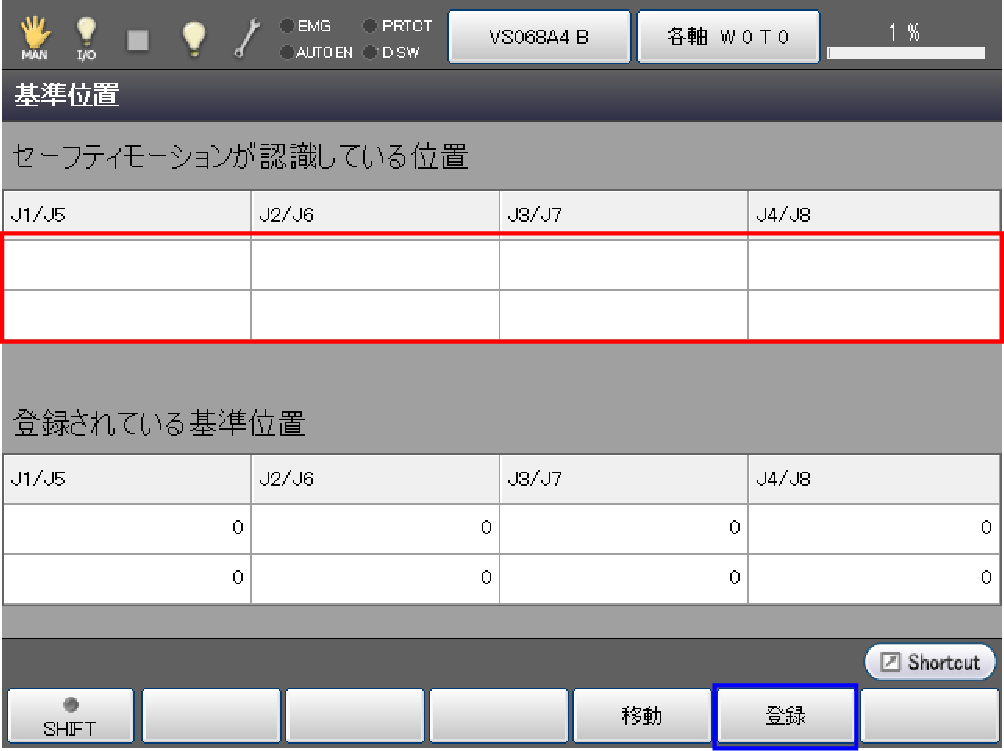 MAN I/O EMG PRTCT
AUTO EN DSW
VS068A4 B 各軸 W 0 T 0 1 %
基準位置
セーフティモーションが認識している位置
J1/J5 J2/J6 J3/J7 J4/J8
登録されている基準位置
J1/J5 J2/J6 J3/J7 J4/J8
0 0 0 0
0 0 0 0
Shortcut
SHIFT 移動 登録